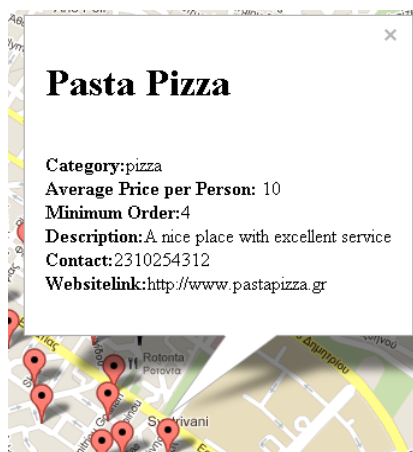 Pasta Pizza
Category:pizza
Average Price per Person: 10
Minimum Order:4
Description:A nice place with excellent service
Contact:2310254312
Websitelink:http://www.pastapizza.gr
Rotonta
Ροτοντα